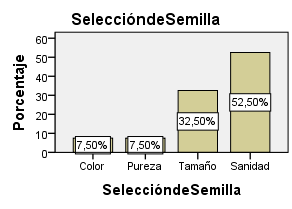 SeleccióndeSemilla
Porcentaje
60
50
40
30
20
10
0
7,50%
7,50%
32,50%
52,50%
Color
Pureza
Tamaño
Sanidad
SeleccióndeSemilla